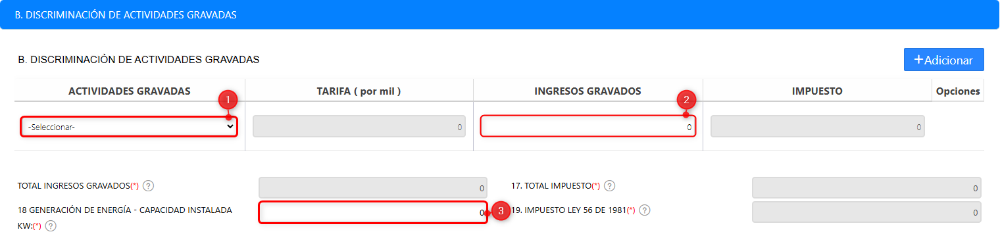 B. DISCRIMINACIÓN DE ACTIVIDADES GRAVADAS
B. DISCRIMINACIÓN DE ACTIVIDADES GRAVADAS
+Adicionar
ACTIVIDADES GRAVADAS TARIFA ( por mil ) INGRESOS GRAVADOS IMPUESTO Opciones
1 2
-Seleccionar- 0 0 0
TOTAL INGRESOS GRAVADOS(*) ? 0 17. TOTAL IMPUESTO(*) ? 0
18 GENERACIÓN DE ENERGÍA - CAPACIDAD INSTALADA 0 3 19. IMPUESTO LEY 56 DE 1981(*) ? 0
KW:(*) ?